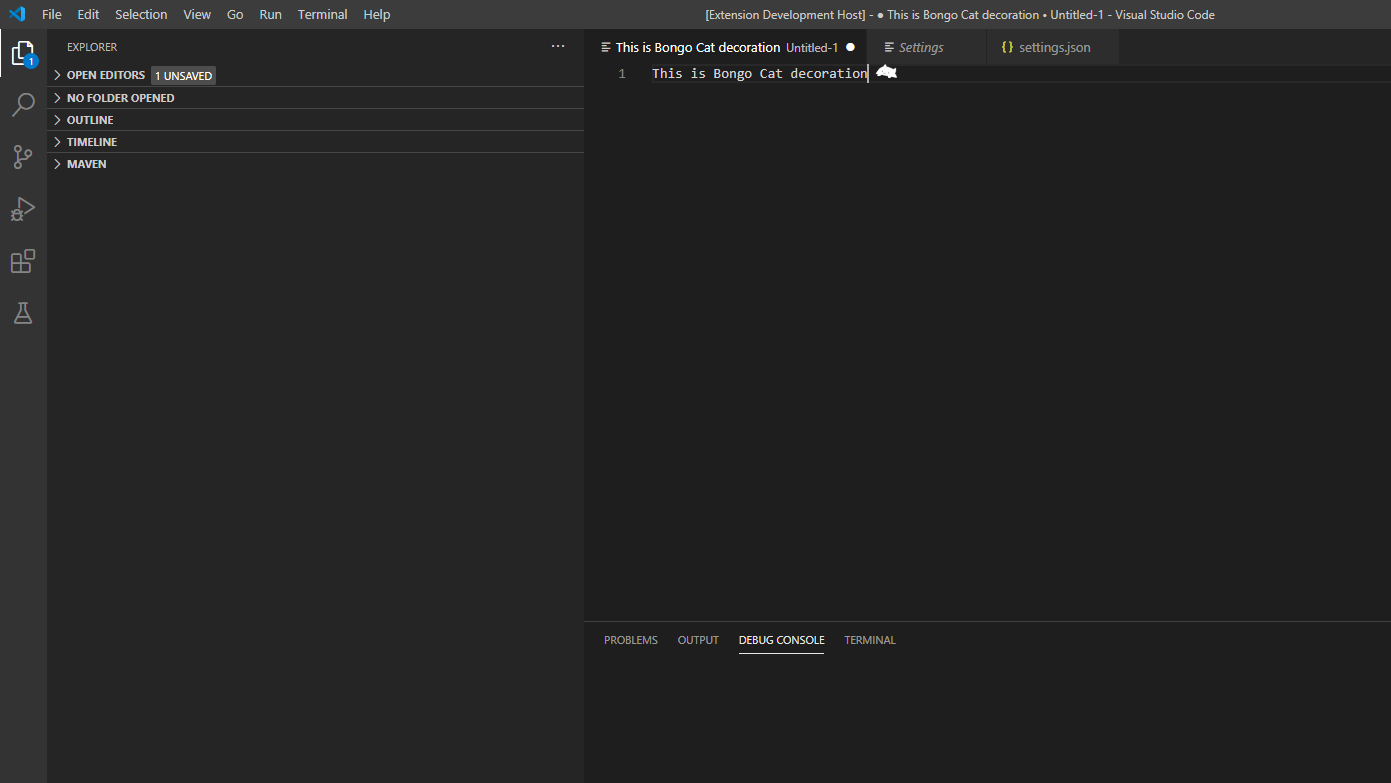 File Edit Selection View Go Run Terminal Help [Extension Development Host] - ● This is Bongo Cat decoration • Untitled-1 - Visual Studio Code
EXPLORER ···
1
OPEN EDITORS 1 UNSAVED
NO FOLDER OPENED
OUTLINE
TIMELINE
MAVEN
This is Bongo Cat decoration Untitled-1 ● Settings {} settings.json
1 This is Bongo Cat decoration
PROBLEMS OUTPUT DEBUG CONSOLE TERMINAL